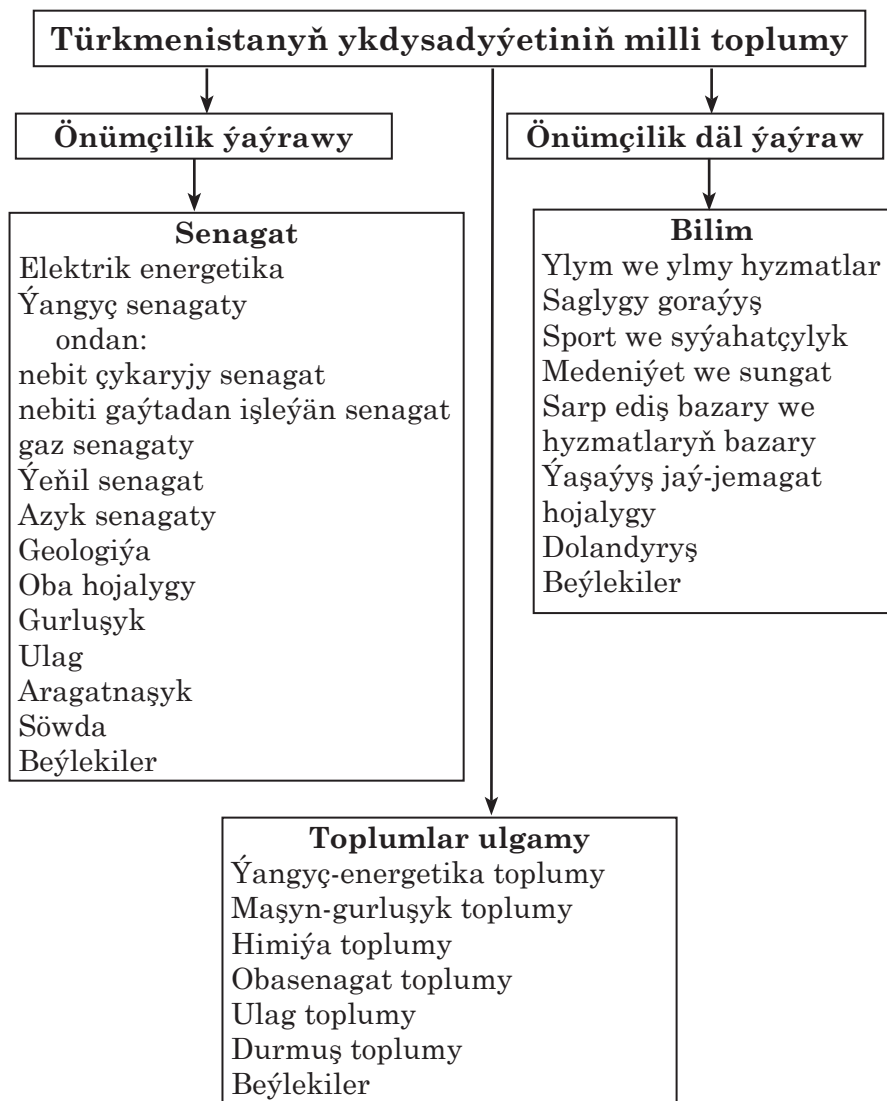 Türkmenistanyň ykdysadyýetiniň milli toplumy
Önümçilik ýaýrawy
Önümçilik däl ýaýraw
Senagat
Elektrik energetika
Ýangyç senagaty
ondan:
nebit çykaryjy senagat
nebiti gaýtadan işleýän senagat
gaz senagaty
Ýeňil senagat
Azyk senagaty
Geologiýa
Oba hojalygy
Gurluşyk
Ulag
Aragatnaşyk
Söwda
Beýlekiler
Bilim
Ylym we ylmy hyzmatlar
Saglygy goraýyş
Sport we syýahatçylyk
Medeniýet we sungat
Sarp ediş bazary we
hyzmatlaryň bazary
Ýaşaýyş jaý-jemagat
hojalygy
Dolandyryş
Beýlekiler
Toplumlar ulgamy
Ýangyç-energetika toplumy
Maşyn-gurluşyk toplumy
Himiýa toplumy
Obasenagat toplumy
Ulag toplumy
Durmuş toplumy
Beýlekiler